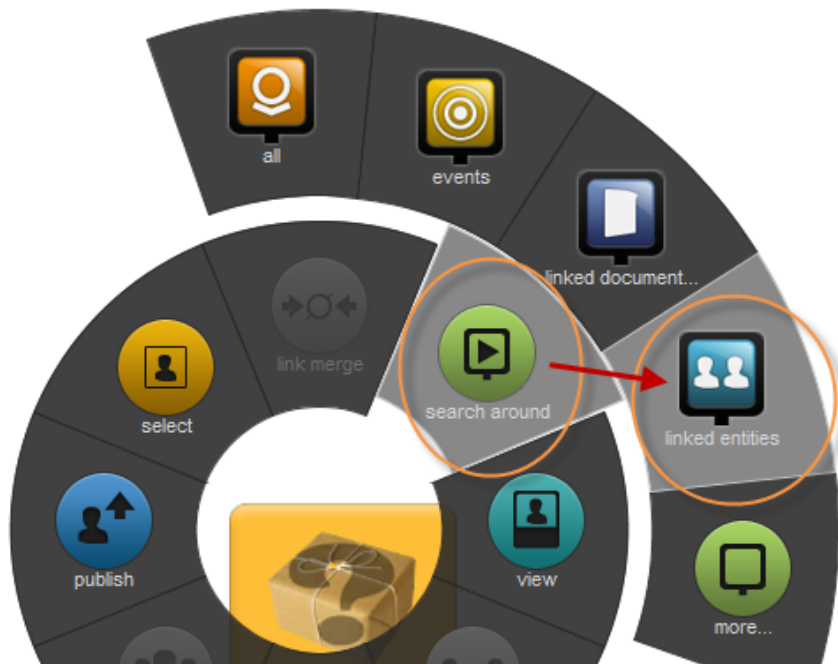 all
events
linked document...
link merge
search around
linked entities
select
publish
view
more...